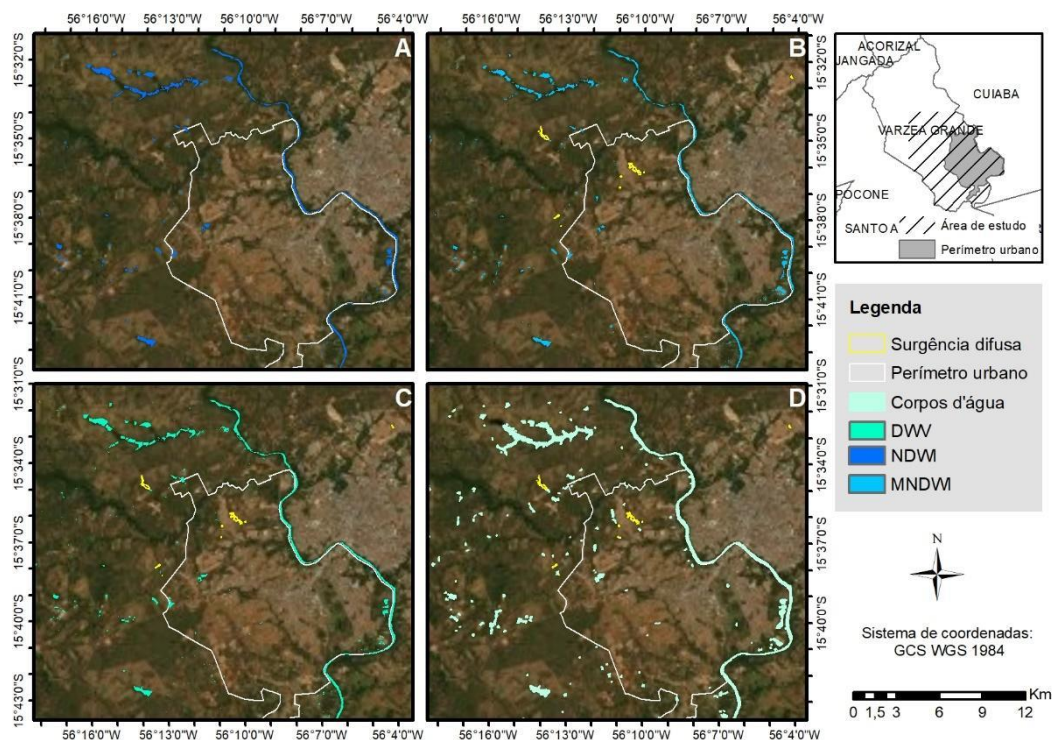 56°16'0"W 56°13'0"W 56°10'0"W 56°7'0"W 56°4'0"W 56°16'0"W 56°13'0"W 56°10'0"W 56°7'0"W 56°4'0"W
15°32'0"S
15°35'0"S
15°38'0"S
15°41'0"S
A
B
15°32'0"S
15°35'0"S
15°38'0"S
15°41'0"S
ACORIZAL
JANGADA
CUIABA
VARZEA GRANDE
POCONE
SANTO A
Área de estudo
Perímetro urbano
15°31'0"S
15°34'0"S
15°37'0"S
15°40'0"S
15°43'0"S
C
D
15°31'0"S
15°34'0"S
15°37'0"S
15°40'0"S
15°43'0"S
56°16'0"W 56°13'0"W 56°10'0"W 56°7'0"W 56°4'0"W 56°16'0"W 56°13'0"W 56°10'0"W 56°7'0"W 56°4'0"W
Legenda
Surgência difusa
Perímetro urbano
Corpos d'água
DWV
NDWI
MNDWI
N
Sistema de coordenadas:
GCS WGS 1984
Km
0 1,5 3 6 9 12